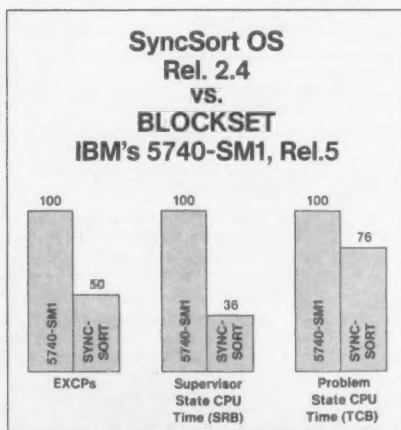 SyncSort OS
Rel. 2.4
vs.
BLOCKSET
IBM's 5740-SM1, Rel.5
100
50
5740-SM1
SYNC-
SORT
EXCPs
100
36
5740-SM1
SYNC-
SORT
Supervisor
State CPU
Time (SRB)
100
76
5740-SM1
SYNC-
SORT
Problem
State CPU
Time (TCB)